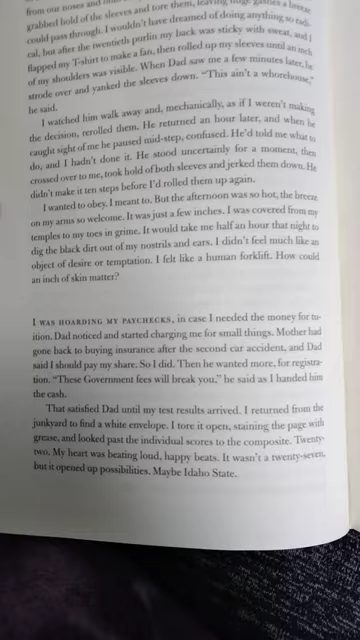 from our noses and
grabbed hold of the sleeves and tore them, leaving huge gashes a breeze
could pass through. I wouldn't have dreamed of doing anything so radi-
cal, but after the twentieth purlin my back was sticky with sweat, and I
flapped my T-shirt to make a fan, then rolled up my sleeves until an inch
of my shoulders was visible. When Dad saw me a few minutes later, he
strode over and yanked the sleeves down. "This ain't a whorehouse,"
he said.
I watched him walk away and, mechanically, as if I weren't making
the decision, rerolled them. He returned an hour later, and when he
caught sight of me he paused mid-step, confused. He'd told me what to
do, and I hadn't done it. He stood uncertainly for a moment, then
crossed over to me, took hold of both sleeves and jerked them down. He
didn't make it ten steps before I'd rolled them up again.
I wanted to obey. I meant to. But the afternoon was so hot, the breeze
on my arms so welcome. It was just a few inches. I was covered from my
temples to my toes in grime. It would take me half an hour that night to
dig the black dirt out of my nostrils and ears. I didn't feel much like an
object of desire or temptation. I felt like a human forklift. How could
an inch of skin matter?
I WAS HOARDING MY PAYCHECKS, in case I needed the money for tu-
ition. Dad noticed and started charging me for small things. Mother had
gone back to buying insurance after the second car accident, and Dad
said I should pay my share. So I did. Then he wanted more, for registra-
tion. "These Government fees will break you," he said as I handed him
the cash.
That satisfied Dad until my test results arrived. I returned from the
junkyard to find a white envelope. I tore it open, staining the page with
grease, and looked past the individual scores to the composite. Twenty-
two. My heart was beating loud, happy beats. It wasn't a twenty-seven,
but it opened up possibilities. Maybe Idaho State.